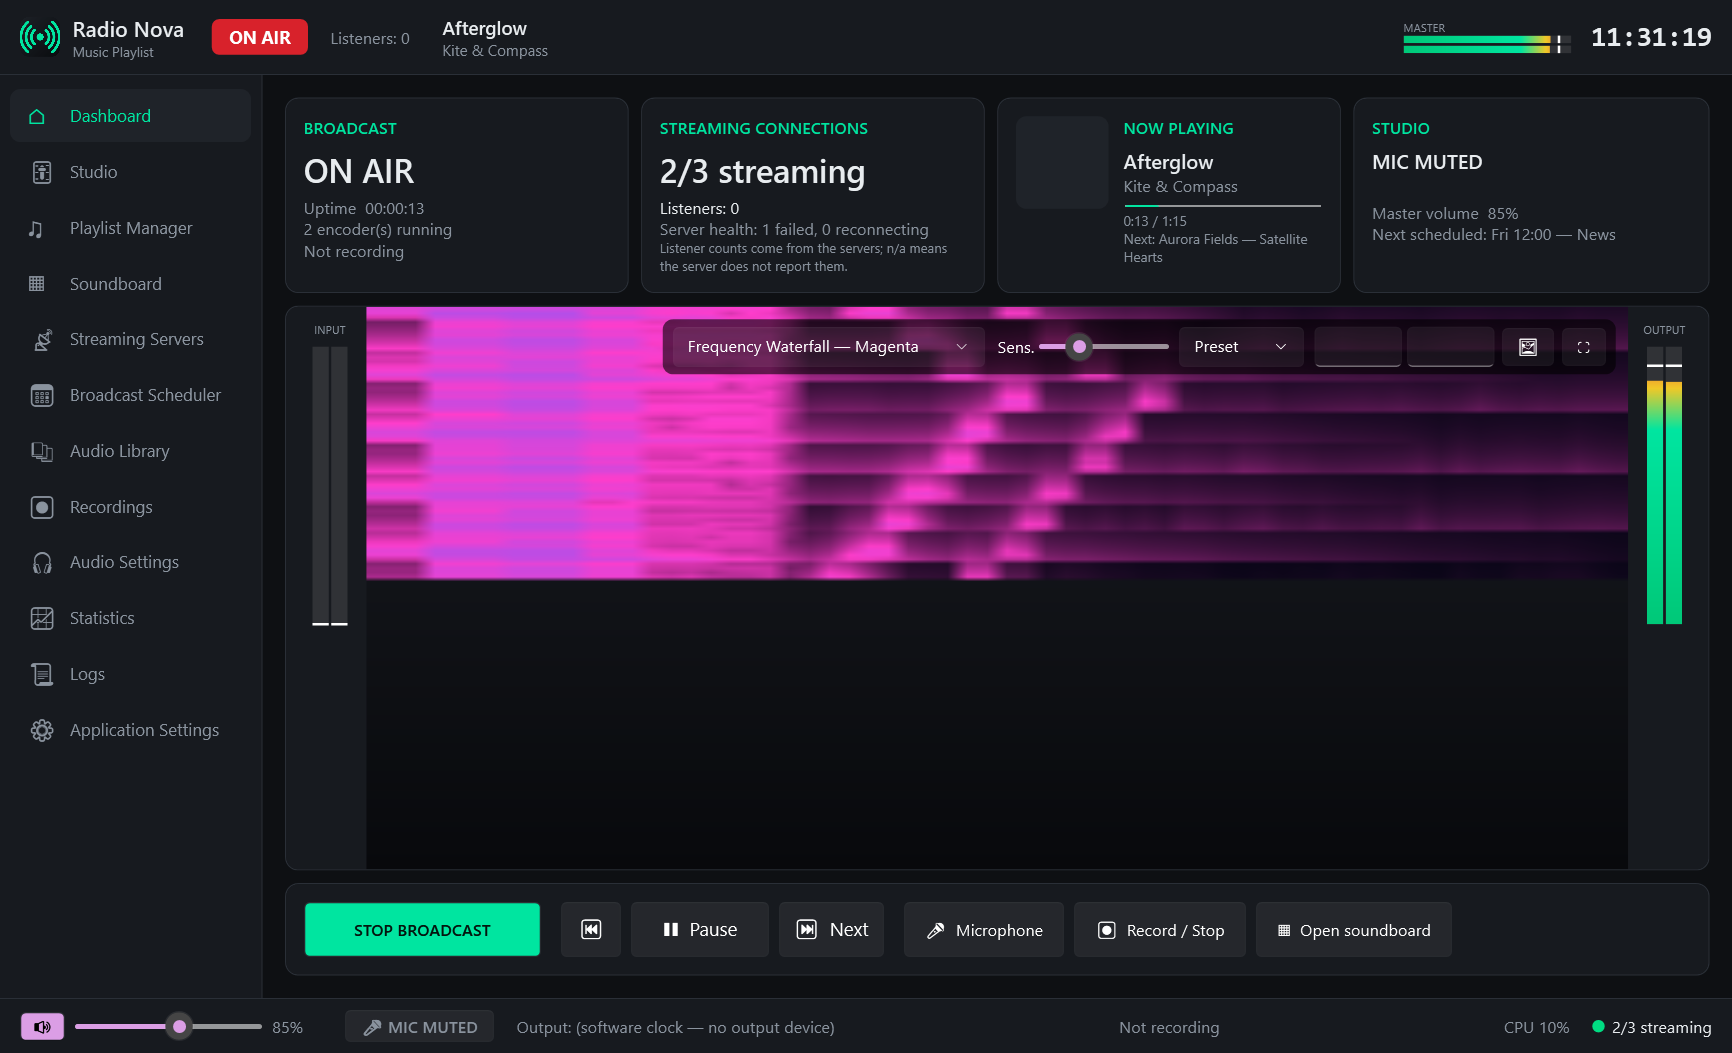 Radio Nova
Music Playlist
ON AIR
Listeners: 0
Afterglow
Kite & Compass
MASTER
11:31:19
Dashboard
Studio
Playlist Manager
Soundboard
Streaming Servers
Broadcast Scheduler
Audio Library
Recordings
Audio Settings
Statistics
Logs
Application Settings
BROADCAST
ON AIR
Uptime 00:00:13
2 encoder(s) running
Not recording
STREAMING CONNECTIONS
2/3 streaming
Listeners: 0
Server health: 1 failed, 0 reconnecting
Listener counts come from the servers; n/a means
the server does not report them.
NOW PLAYING
Afterglow
Kite & Compass
0:13 / 1:15
Next: Aurora Fields — Satellite
Hearts
STUDIO
MIC MUTED
Master volume 85%
Next scheduled: Fri 12:00 — News
INPUT
Frequency Waterfall — Magenta
Sens.
Preset
OUTPUT
STOP BROADCAST
Pause
Next
Microphone
Record / Stop
Open soundboard
85%
MIC MUTED
Output: (software clock — no output device)
Not recording
CPU 10%
2/3 streaming